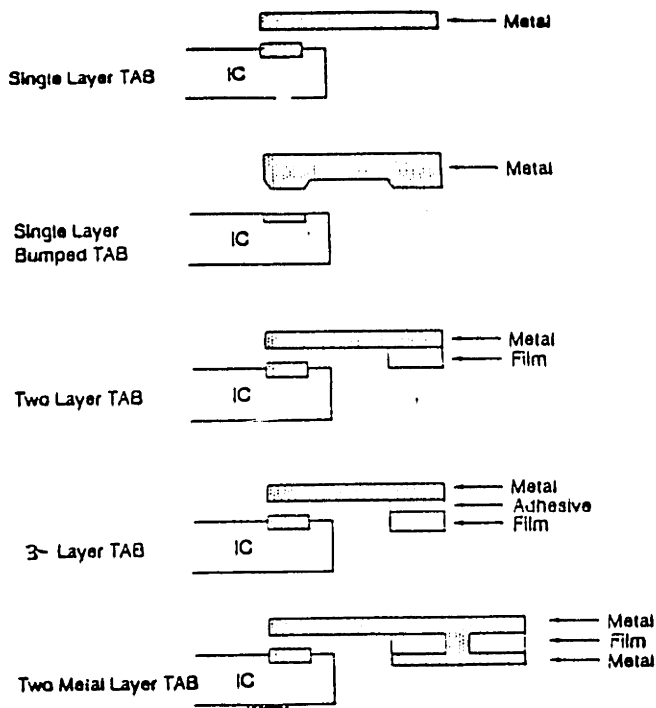 Metal
Single Layer TAB
IC
Metal
Single Layer
Bumped TAB
IC
Metal
Film
Two Layer TAB
IC
Metal
Adhesive
Film
3- Layer TAB
IC
Metal
Film
Metal
Two Metal Layer TAB
IC